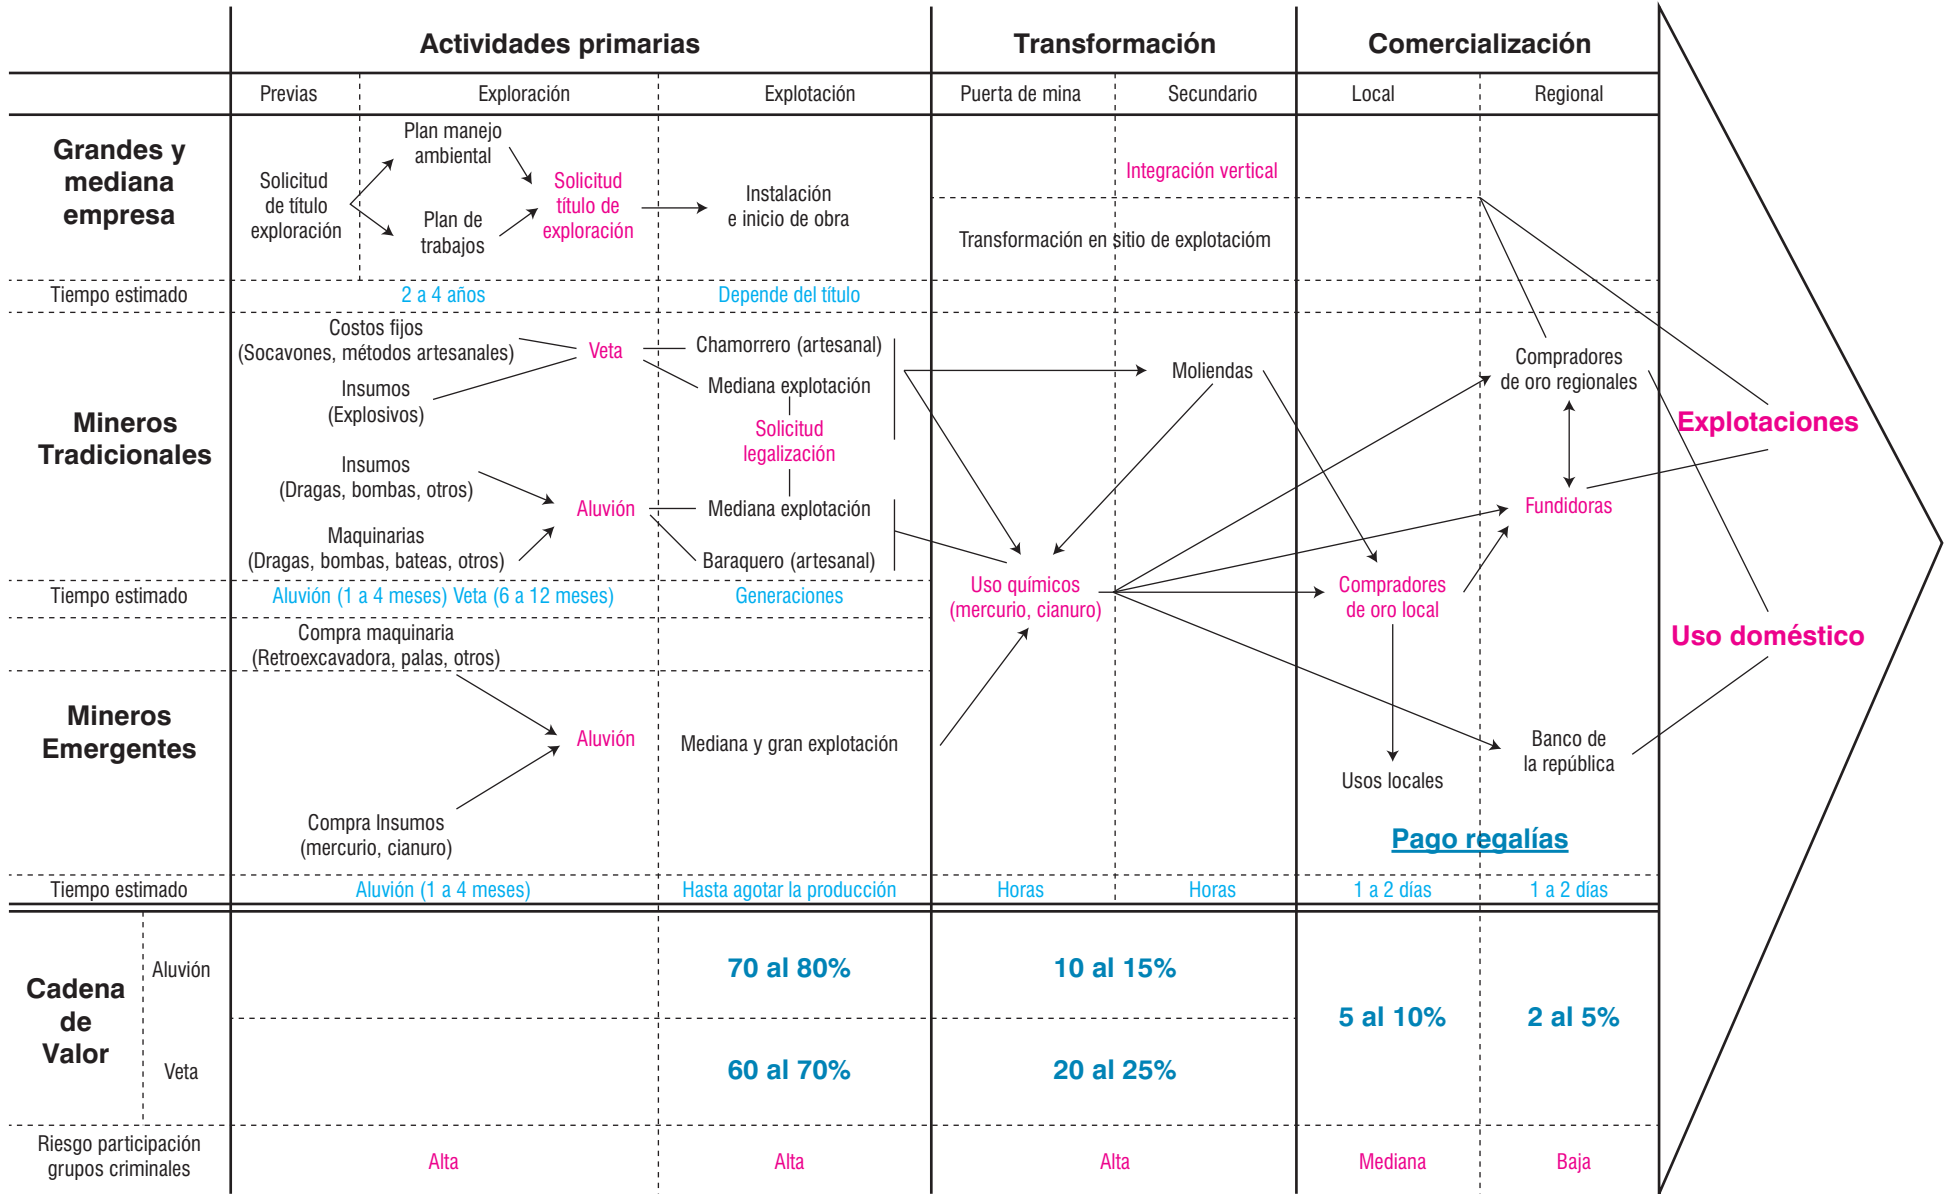 Actividades primarias
Transformación
Comercialización
Previas
Exploración
Explotación
Puerta de mina
Secundario
Local
Regional
Grandes y
mediana
empresa
Solicitud
de título
exploración
Plan manejo
ambiental
Plan de
trabajos
Solicitud
título de
exploración
Instalación
e inicio de obra
Integración vertical
Transformación en sitio de explotacióm
Tiempo estimado
2 a 4 años
Depende del título
Mineros
Tradicionales
Costos fijos
(Socavones, métodos artesanales)
Insumos
(Explosivos)
Veta
Chamorrero (artesanal)
Mediana explotación
Solicitud
legalización
Insumos
(Dragas, bombas, otros)
Maquinarias
(Dragas, bombas, bateas, otros)
Aluvión
Mediana explotación
Baraquero (artesanal)
Moliendas
Uso químicos
(mercurio, cianuro)
Compradores
de oro local
Compradores
de oro regionales
Fundidoras
Explotaciones
Uso doméstico
Tiempo estimado
Aluvión (1 a 4 meses) Veta (6 a 12 meses)
Generaciones
Mineros
Emergentes
Compra maquinaria
(Retroexcavadora, palas, otros)
Aluvión
Compra Insumos
(mercurio, cianuro)
Mediana y gran explotación
Usos locales
Banco de
la república
Pago regalías
Tiempo estimado
Aluvión (1 a 4 meses)
Hasta agotar la producción
Horas
Horas
1 a 2 días
1 a 2 días
Cadena
de
Valor
Aluvión
70 al 80%
10 al 15%
5 al 10%
2 al 5%
Veta
60 al 70%
20 al 25%
Riesgo participación
grupos criminales
Alta
Alta
Alta
Mediana
Baja